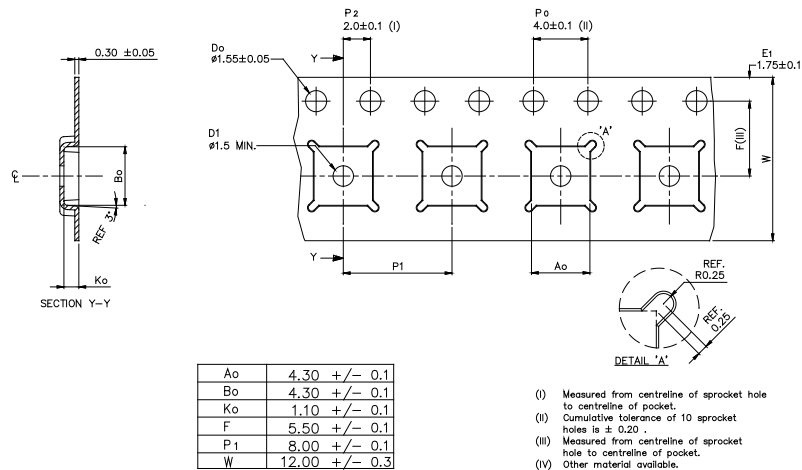 P2
2.0±0.1 (I)
Po
4.0±0.1 (II)
0.30 ±0.05
Do
ø1.55±0.05
Y
E1
1.75±0.1
D1
ø1.5 MIN.
'A'
F(III)
W
℄
Bo
REF 3°
Ko
SECTION Y-Y
Y
P1
Ao
REF.
R0.25
REF.
0.25
DETAIL 'A'
Ao 4.30 +/- 0.1
Bo 4.30 +/- 0.1
Ko 1.10 +/- 0.1
F 5.50 +/- 0.1
P1 8.00 +/- 0.1
W 12.00 +/- 0.3
(I) Measured from centreline of sprocket hole
to centreline of pocket.
(II) Cumulative tolerance of 10 sprocket
holes is ± 0.20 .
(III) Measured from centreline of sprocket
hole to centreline of pocket.
(IV) Other material available.